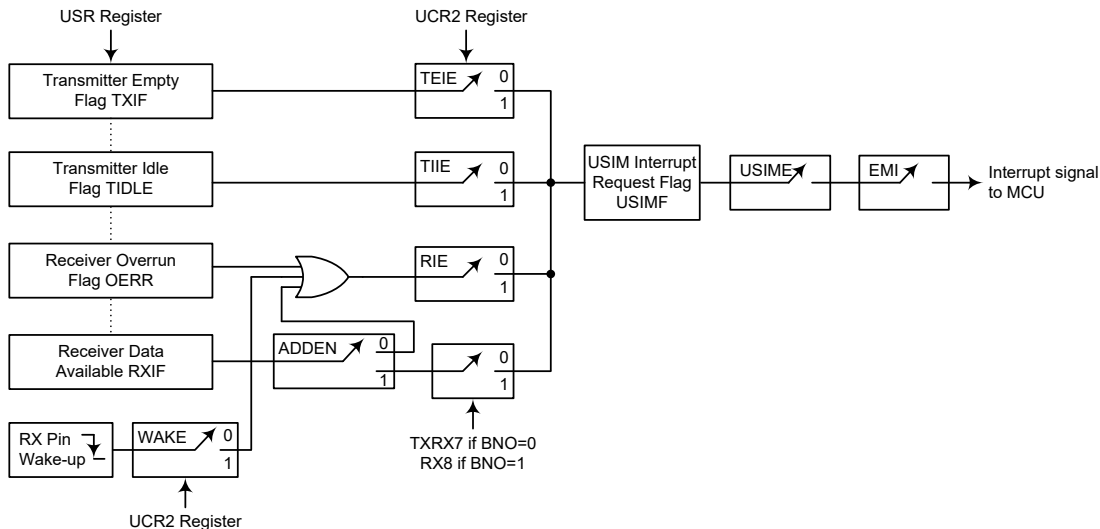 USR Register
UCR2 Register
Transmitter Empty
Flag TXIF
TEIE
0
1
Transmitter Idle
Flag TIDLE
TIIE
0
1
USIM Interrupt
Request Flag
USIMF
USIME
EMI
Interrupt signal
to MCU
Receiver Overrun
Flag OERR
RIE
0
1
Receiver Data
Available RXIF
ADDEN
0
1
0
1
TXRX7 if BNO=0
RX8 if BNO=1
RX Pin
Wake-up
WAKE
0
1
UCR2 Register